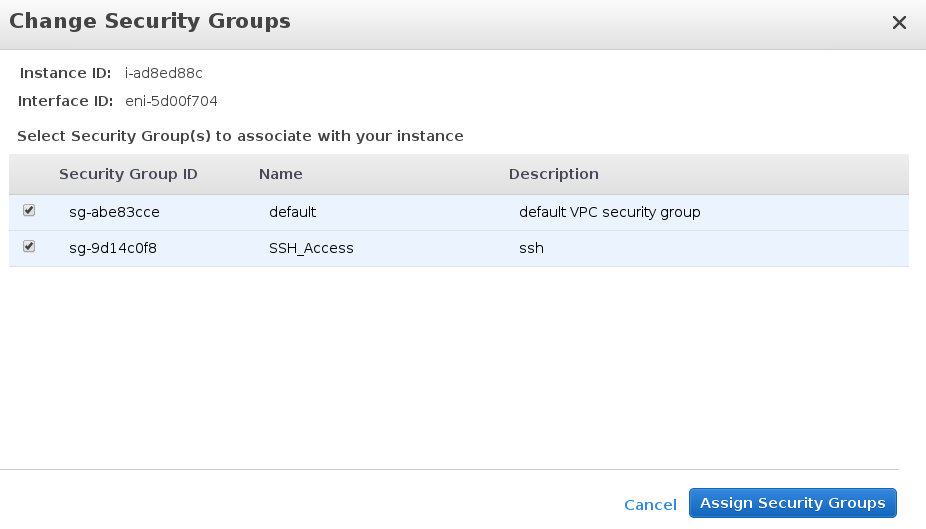 Change Security Groups
Instance ID: i-ad8ed88c
Interface ID: eni-5d00f704
Select Security Group(s) to associate with your instance
Security Group ID Name Description
sg-abe83cce default default VPC security group
sg-9d14c0f8 SSH_Access ssh
Cancel Assign Security Groups